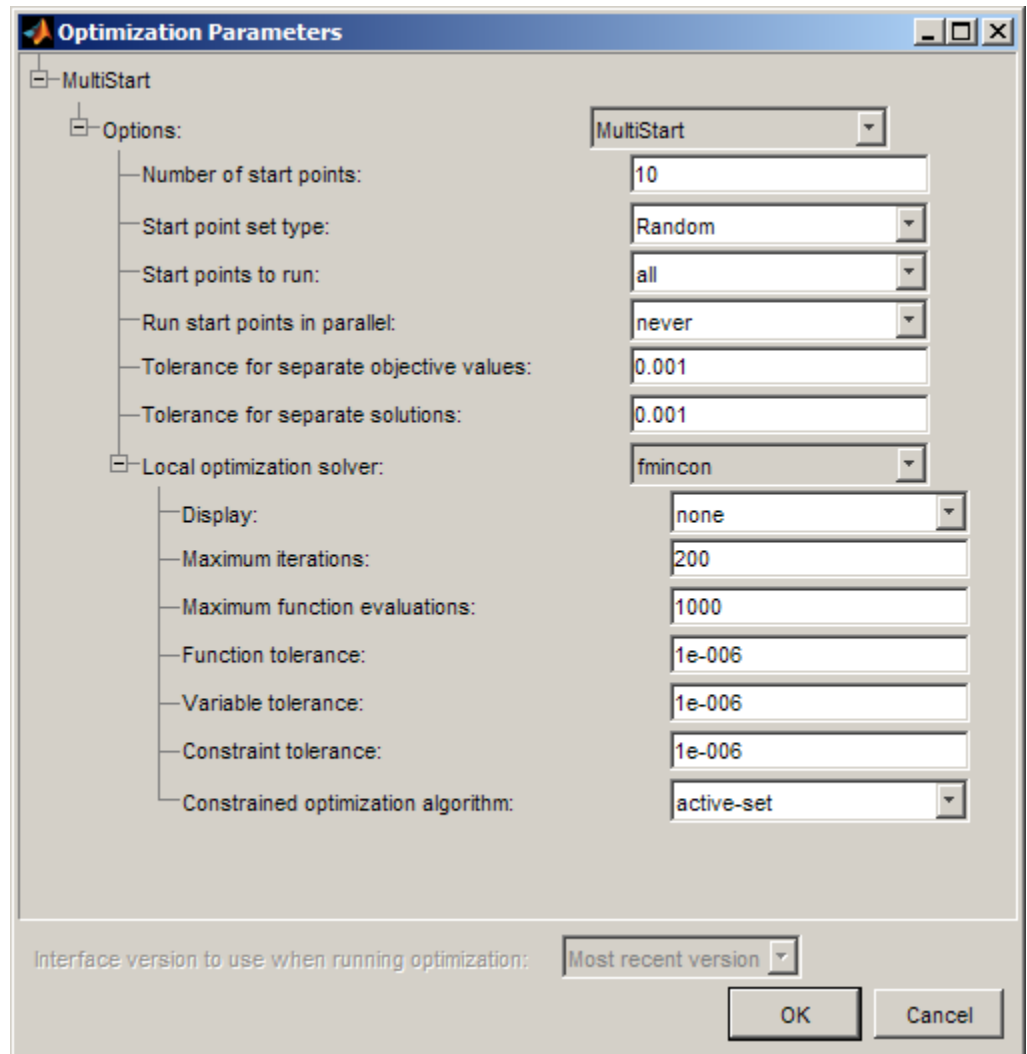 Optimization Parameters
MultiStart
Options: MultiStart
Number of start points: 10
Start point set type: Random
Start points to run: all
Run start points in parallel: never
Tolerance for separate objective values: 0.001
Tolerance for separate solutions: 0.001
Local optimization solver: fmincon
Display: none
Maximum iterations: 200
Maximum function evaluations: 1000
Function tolerance: 1e-006
Variable tolerance: 1e-006
Constraint tolerance: 1e-006
Constrained optimization algorithm: active-set
Interface version to use when running optimization: Most recent version
OK Cancel